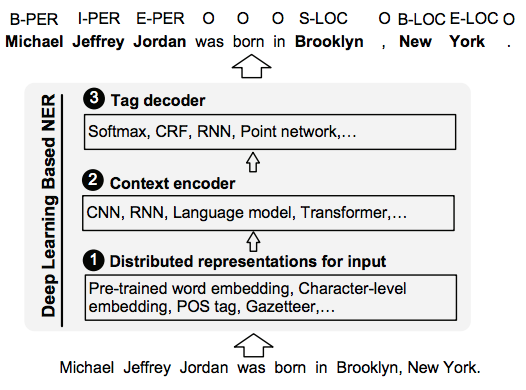 B-PER I-PER E-PER O O O S-LOC O B-LOC E-LOC O
Michael Jeffrey Jordan was born in Brooklyn , New York .
Deep Learning Based NER
3 Tag decoder
Softmax, CRF, RNN, Point network,...
2 Context encoder
CNN, RNN, Language model, Transformer,...
1 Distributed representations for input
Pre-trained word embedding, Character-level
embedding, POS tag, Gazetteer,...
Michael Jeffrey Jordan was born in Brooklyn, New York.